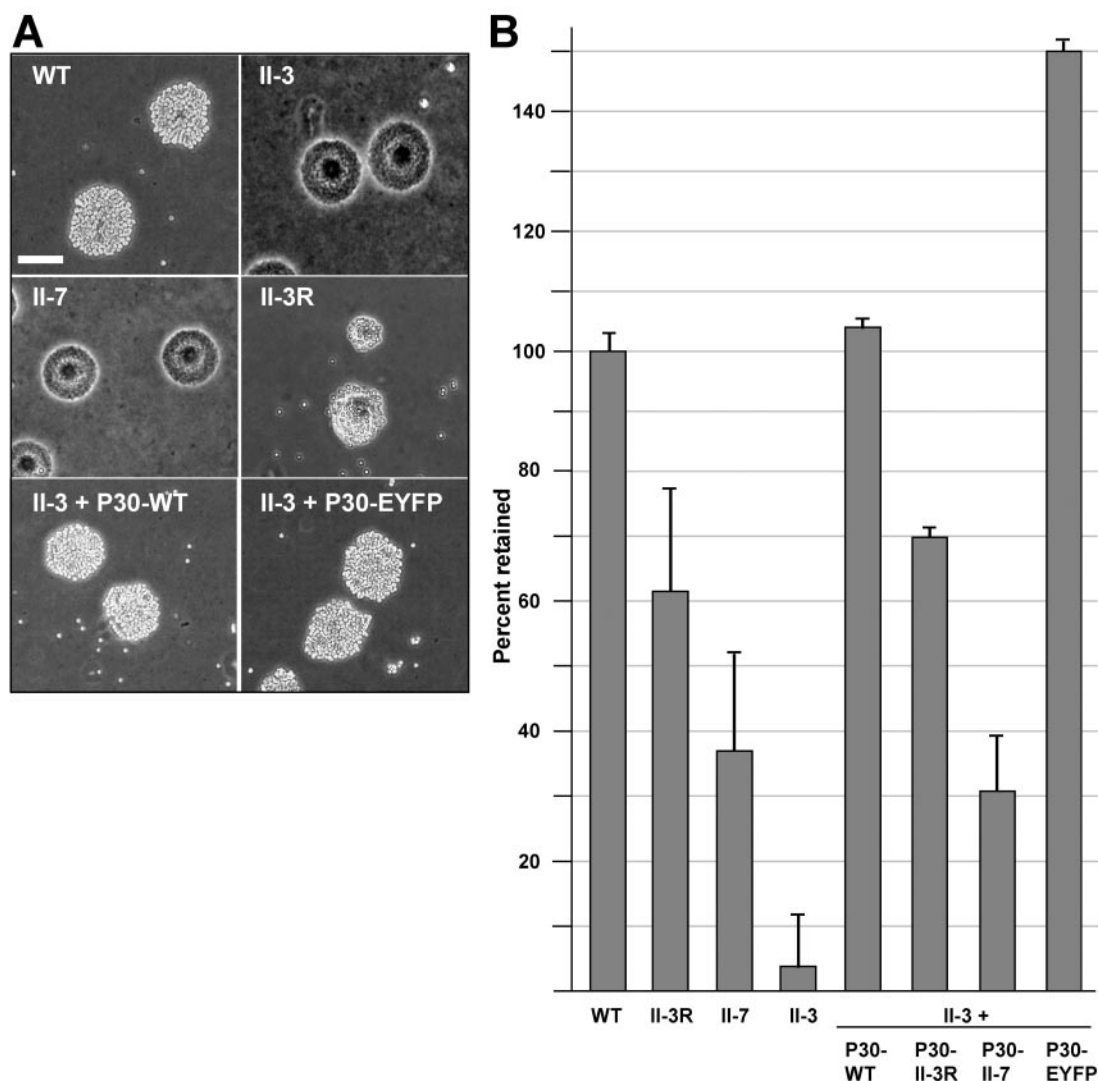 A
WT
II-3
II-7
II-3R
II-3 + P30-WT
II-3 + P30-EYFP
B
Percent retained
140
120
100
80
60
40
20
WT
II-3R
II-7
II-3
II-3 +
P30-
WT
P30-
II-3R
P30-
II-7
P30-
EYFP